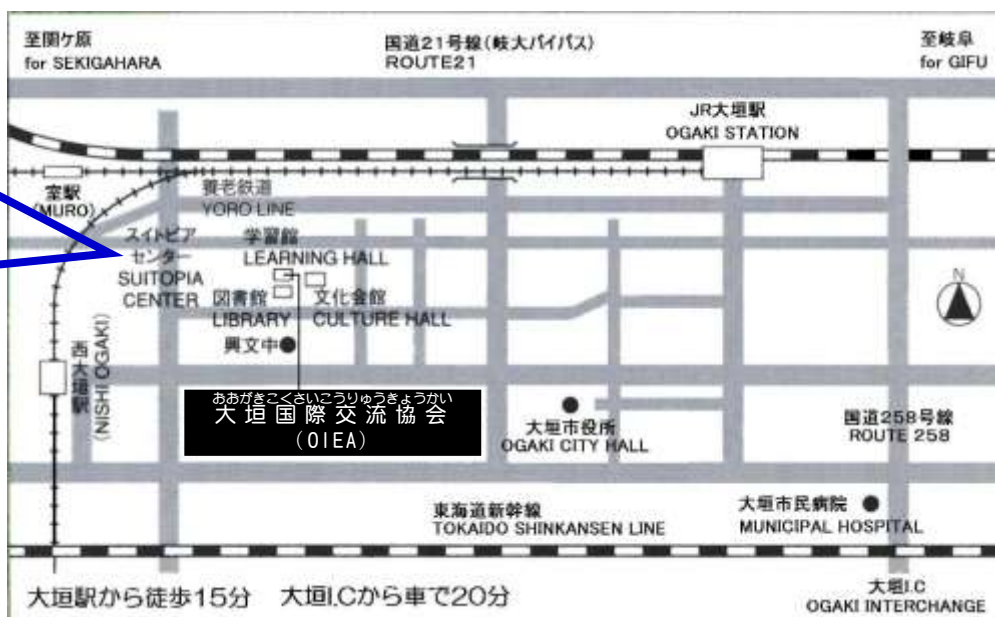 至関ケ原
for SEKIGAHARA
国道21号線(岐大バイパス)
ROUTE21
至岐阜
for GIFU
JR大垣駅
OGAKI STATION
室駅
(MURO)
養老鉄道
YORO LINE
スイトピア
センター
SUITOPIA
CENTER
学習館
LEARNING HALL
図書館
LIBRARY
文化会館
CULTURE HALL
興文中
N
西大垣駅
(NISHI OGAKI)
おおがきこくさいこうりゅうきょうかい
大垣国際交流協会
(OIEA)
大垣市役所
OGAKI CITY HALL
国道258号線
ROUTE 258
東海道新幹線
TOKAIDO SHINKANSEN LINE
大垣市民病院
MUNICIPAL HOSPITAL
大垣駅から徒歩15分 大垣I.Cから車で20分
大垣I.C
OGAKI INTERCHANGE